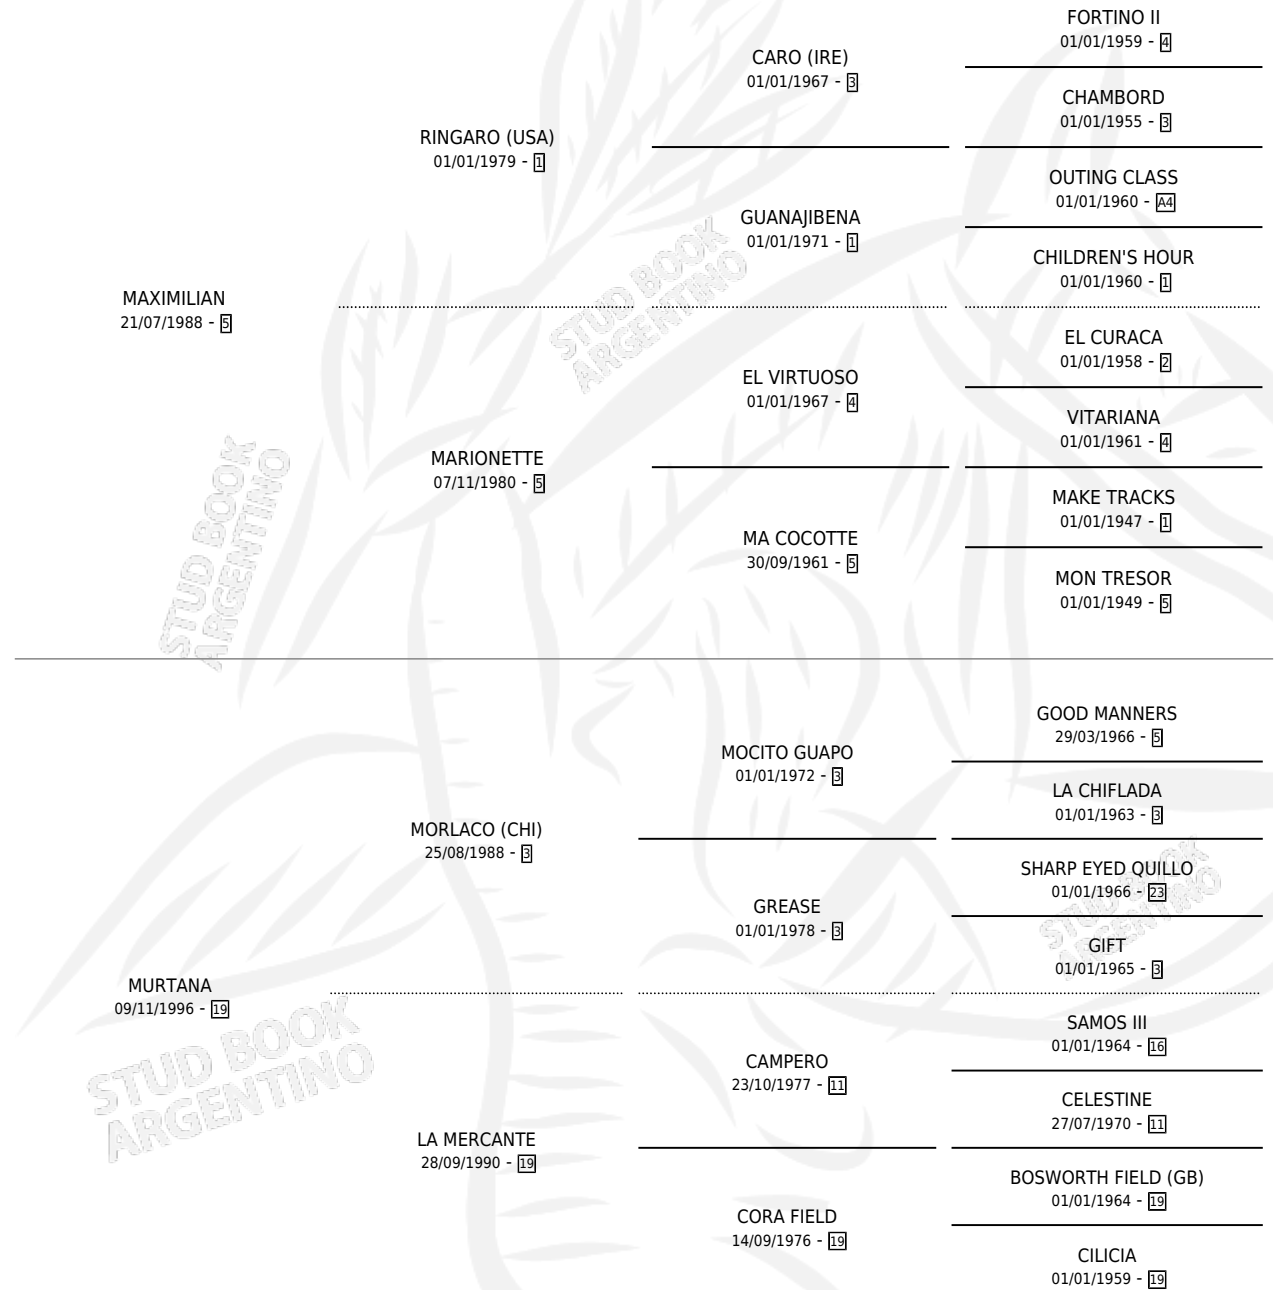 FORTINO II
01/01/1959 - 4
CARO (IRE)
01/01/1967 - 3
CHAMBORD
01/01/1955 - 3
RINGARO (USA)
01/01/1979 - 1
OUTING CLASS
01/01/1960 - A4
GUANAJIBENA
01/01/1971 - 1
CHILDREN'S HOUR
01/01/1960 - 1
MAXIMILIAN
21/07/1988 - 5
STUD BOOK
ARGENTINO
EL CURACA
01/01/1958 - 2
EL VIRTUOSO
01/01/1967 - 4
VITARIANA
01/01/1961 - 4
MARIONETTE
07/11/1980 - 5
MAKE TRACKS
01/01/1947 - 1
MA COCOTTE
30/09/1961 - 5
MON TRESOR
01/01/1949 - 5
STUD BOOK
ARGENTINO
GOOD MANNERS
29/03/1966 - 5
MOCITO GUAPO
01/01/1972 - 3
LA CHIFLADA
01/01/1963 - 3
MORLACO (CHI)
25/08/1988 - 3
SHARP EYED QUILLO
01/01/1966 - 23
STUD BOOK
ARGENTINO
GREASE
01/01/1978 - 3
GIFT
01/01/1965 - 3
MURTANA
09/11/1996 - 19
SAMOS III
01/01/1964 - 16
STUD BOOK
ARGENTINO
CAMPERO
23/10/1977 - 11
CELESTINE
27/07/1970 - 11
LA MERCANTE
28/09/1990 - 19
BOSWORTH FIELD (GB)
01/01/1964 - 19
CORA FIELD
14/09/1976 - 19
CILICIA
01/01/1959 - 19